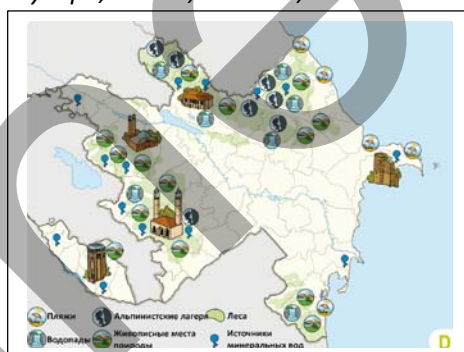 Пляжи Альпинистские лагеря Леса
Водопады Живописные места природы Источники минеральных вод
D